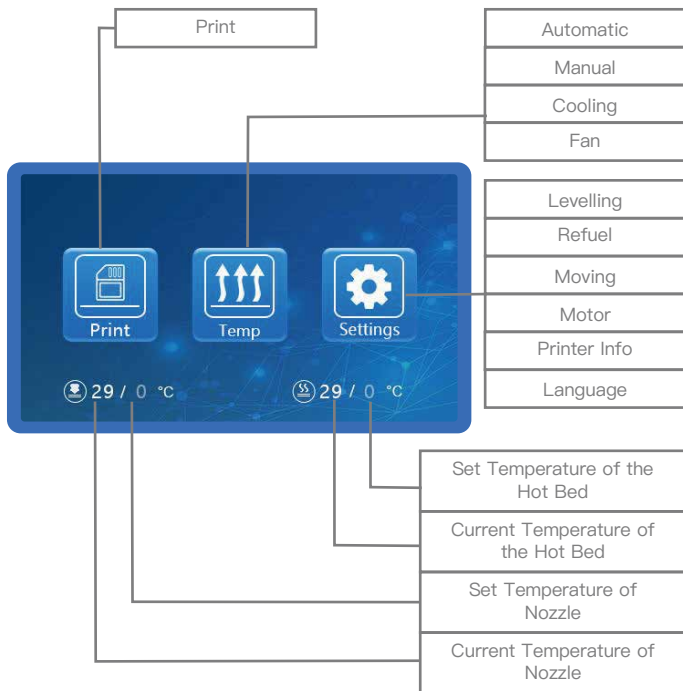 Print
Automatic
Manual
Cooling
Fan
Levelling
Refuel
Moving
Motor
Printer Info
Language
Print
Temp
Settings
29 / 0 °C
29 / 0 °C
Set Temperature of the
Hot Bed
Current Temperature of
the Hot Bed
Set Temperature of
Nozzle
Current Temperature of
Nozzle